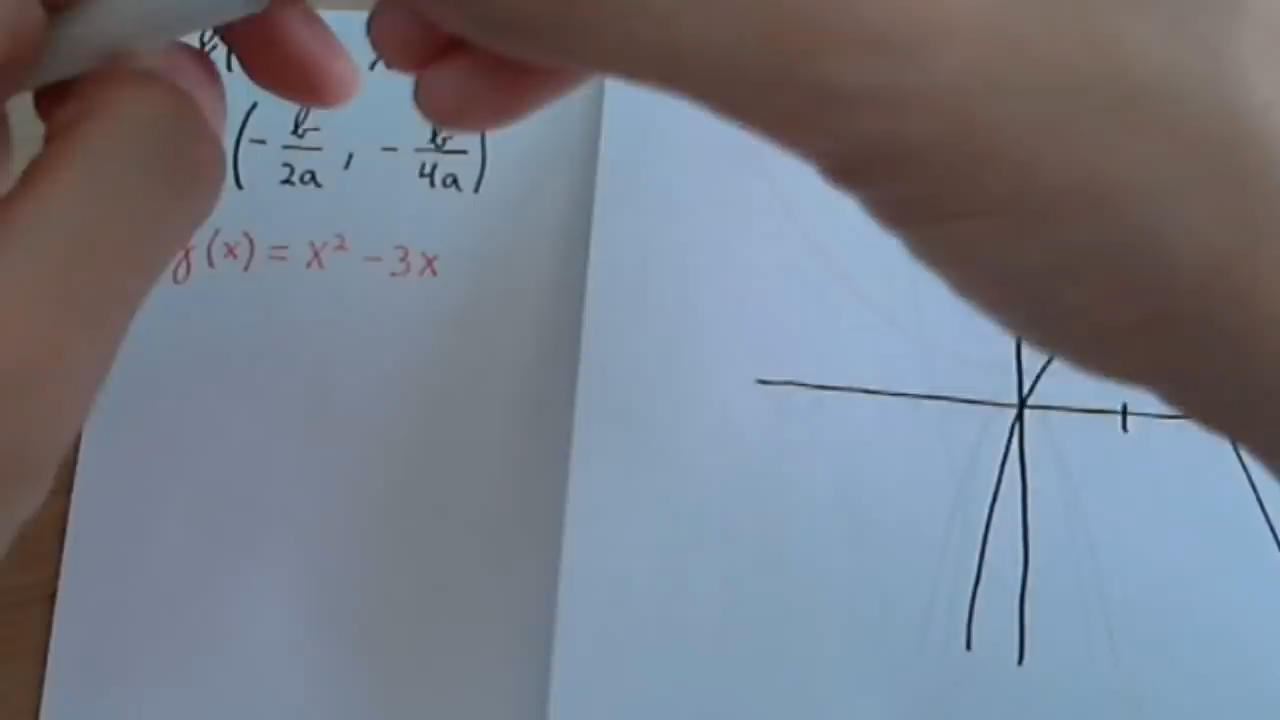 (-b/2a, -b/4a)
g(x) = x² - 3x